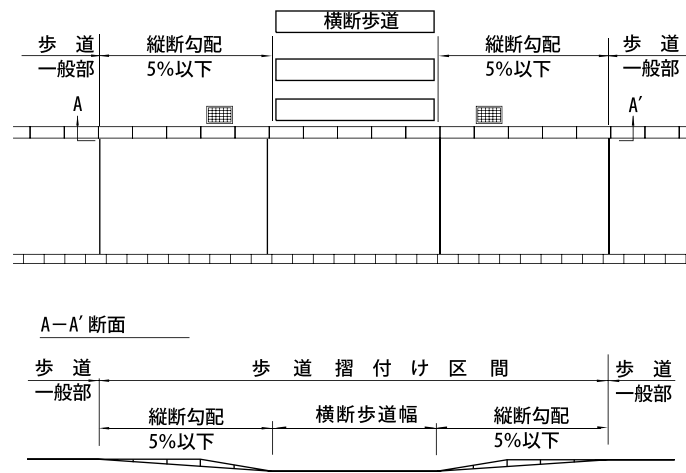 横断歩道
歩 道 縦断勾配 縦断勾配 歩 道
一般部 5%以下 5%以下 一般部
A A′
A－A′断面
歩 道 歩 道 摺 付 け 区 間 歩 道
一般部 一般部
縦断勾配 横断歩道幅 縦断勾配
5%以下 5%以下